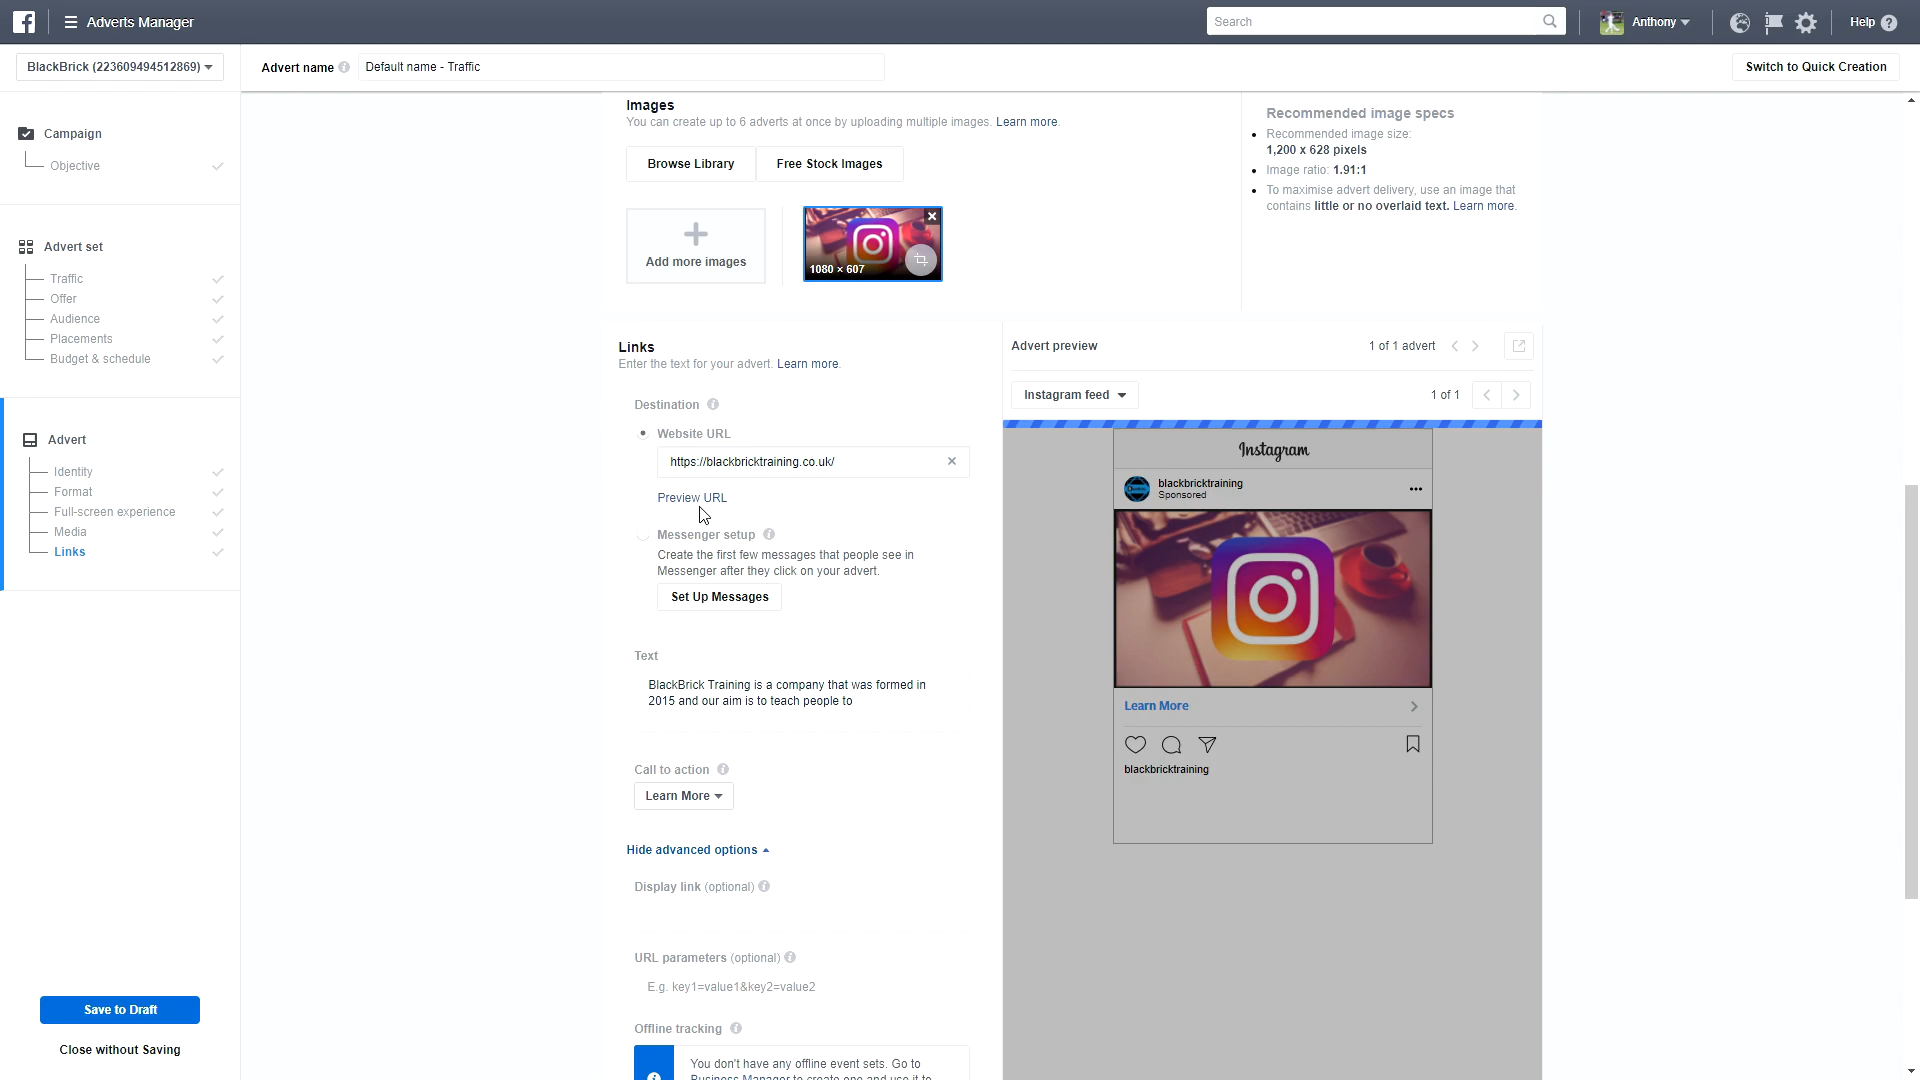 Adverts Manager
Search
Anthony
Help
BlackBrick (223609494512869)
Advert name
Default name - Traffic
Switch to Quick Creation
Campaign
Objective
Advert set
Traffic
Offer
Audience
Placements
Budget & schedule
Advert
Identity
Format
Full-screen experience
Media
Links
Save to Draft
Close without Saving
Images
You can create up to 6 adverts at once by uploading multiple images. Learn more.
Browse Library
Free Stock Images
Add more images
1080 × 607
Recommended image specs
Recommended image size:
1,200 x 628 pixels
Image ratio: 1.91:1
To maximise advert delivery, use an image that
contains little or no overlaid text. Learn more.
Links
Enter the text for your advert. Learn more.
Destination
Website URL
https://blackbricktraining.co.uk/
Preview URL
Messenger setup
Create the first few messages that people see in
Messenger after they click on your advert.
Set Up Messages
Text
BlackBrick Training is a company that was formed in
2015 and our aim is to teach people to
Call to action
Learn More
Hide advanced options
Display link (optional)
URL parameters (optional)
E.g. key1=value1&key2=value2
Offline tracking
You don't have any offline event sets. Go to
Business Manager to create one and use it to
Advert preview
1 of 1 advert
Instagram feed
1 of 1
Instagram
blackbricktraining
Sponsored
Learn More
blackbricktraining